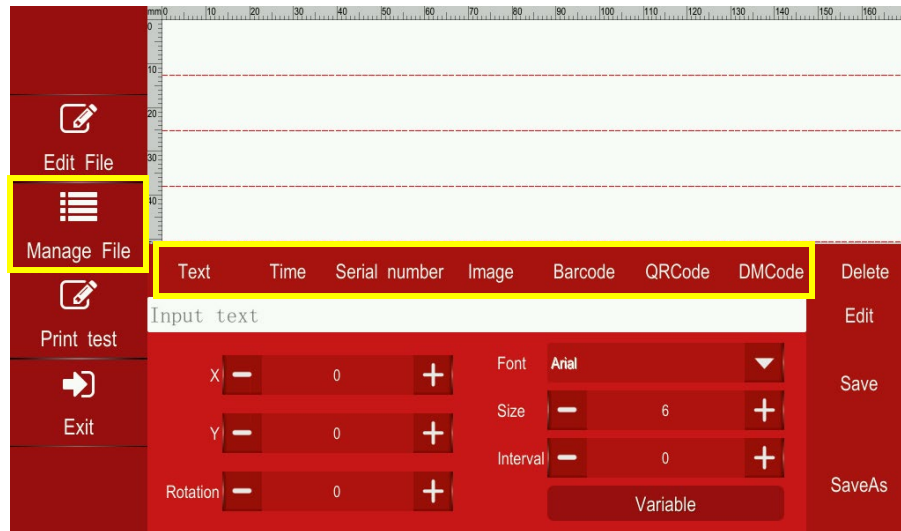 mm0 10 20 30 40 50 60 70 80 90 100 110 120 130 140 150 160
0
10
20
30
40
Edit File
Manage File
Print test
Exit
Text Time Serial number Image Barcode QRCode DMCode Delete
Input text
Edit
X 0
Y 0
Rotation 0
Font Arial
Size 6
Interval 0
Variable
Save
SaveAs